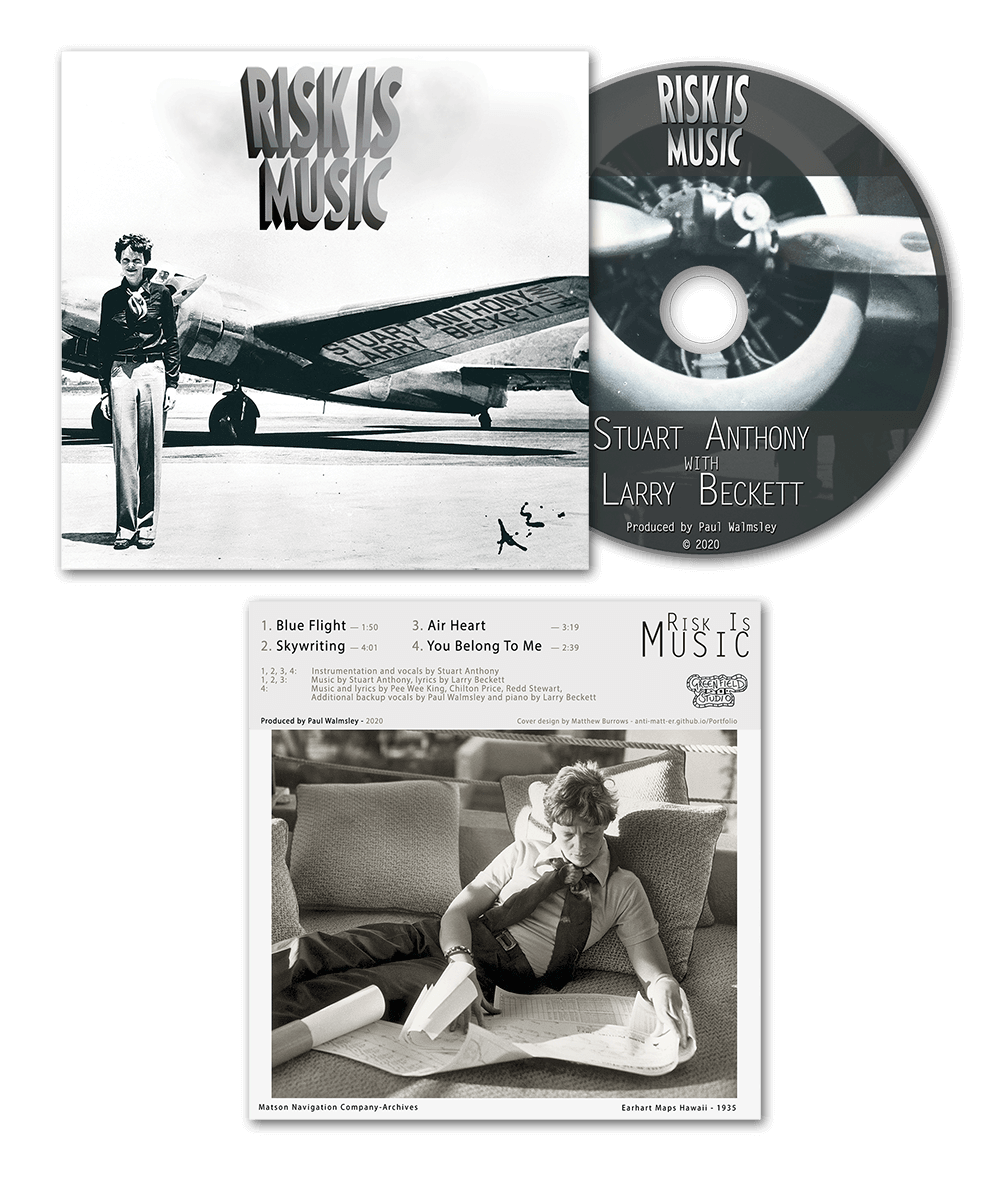 RISK IS
MUSIC
STUART ANTHONY
LARRY BECKETT
A.E.
RISK IS
MUSIC
STUART ANTHONY
WITH
LARRY BECKETT
Produced by Paul Walmsley
© 2020
1. Blue Flight — 1:50
2. Skywriting — 4:01
3. Air Heart — 3:19
4. You Belong To Me — 2:39
RISK IS
MUSIC
1, 2, 3, 4: Instrumentation and vocals by Stuart Anthony
1, 2, 3: Music by Stuart Anthony, lyrics by Larry Beckett
4: Music and lyrics by Pee Wee King, Chilton Price, Redd Stewart,
Additional backup vocals by Paul Walmsley and piano by Larry Beckett
GREENFIELD
STUDIO
Produced by Paul Walmsley - 2020
Cover design by Matthew Burrows - anti-matt-er.github.io/Portfolio
Matson Navigation Company-Archives
Earhart Maps Hawaii - 1935